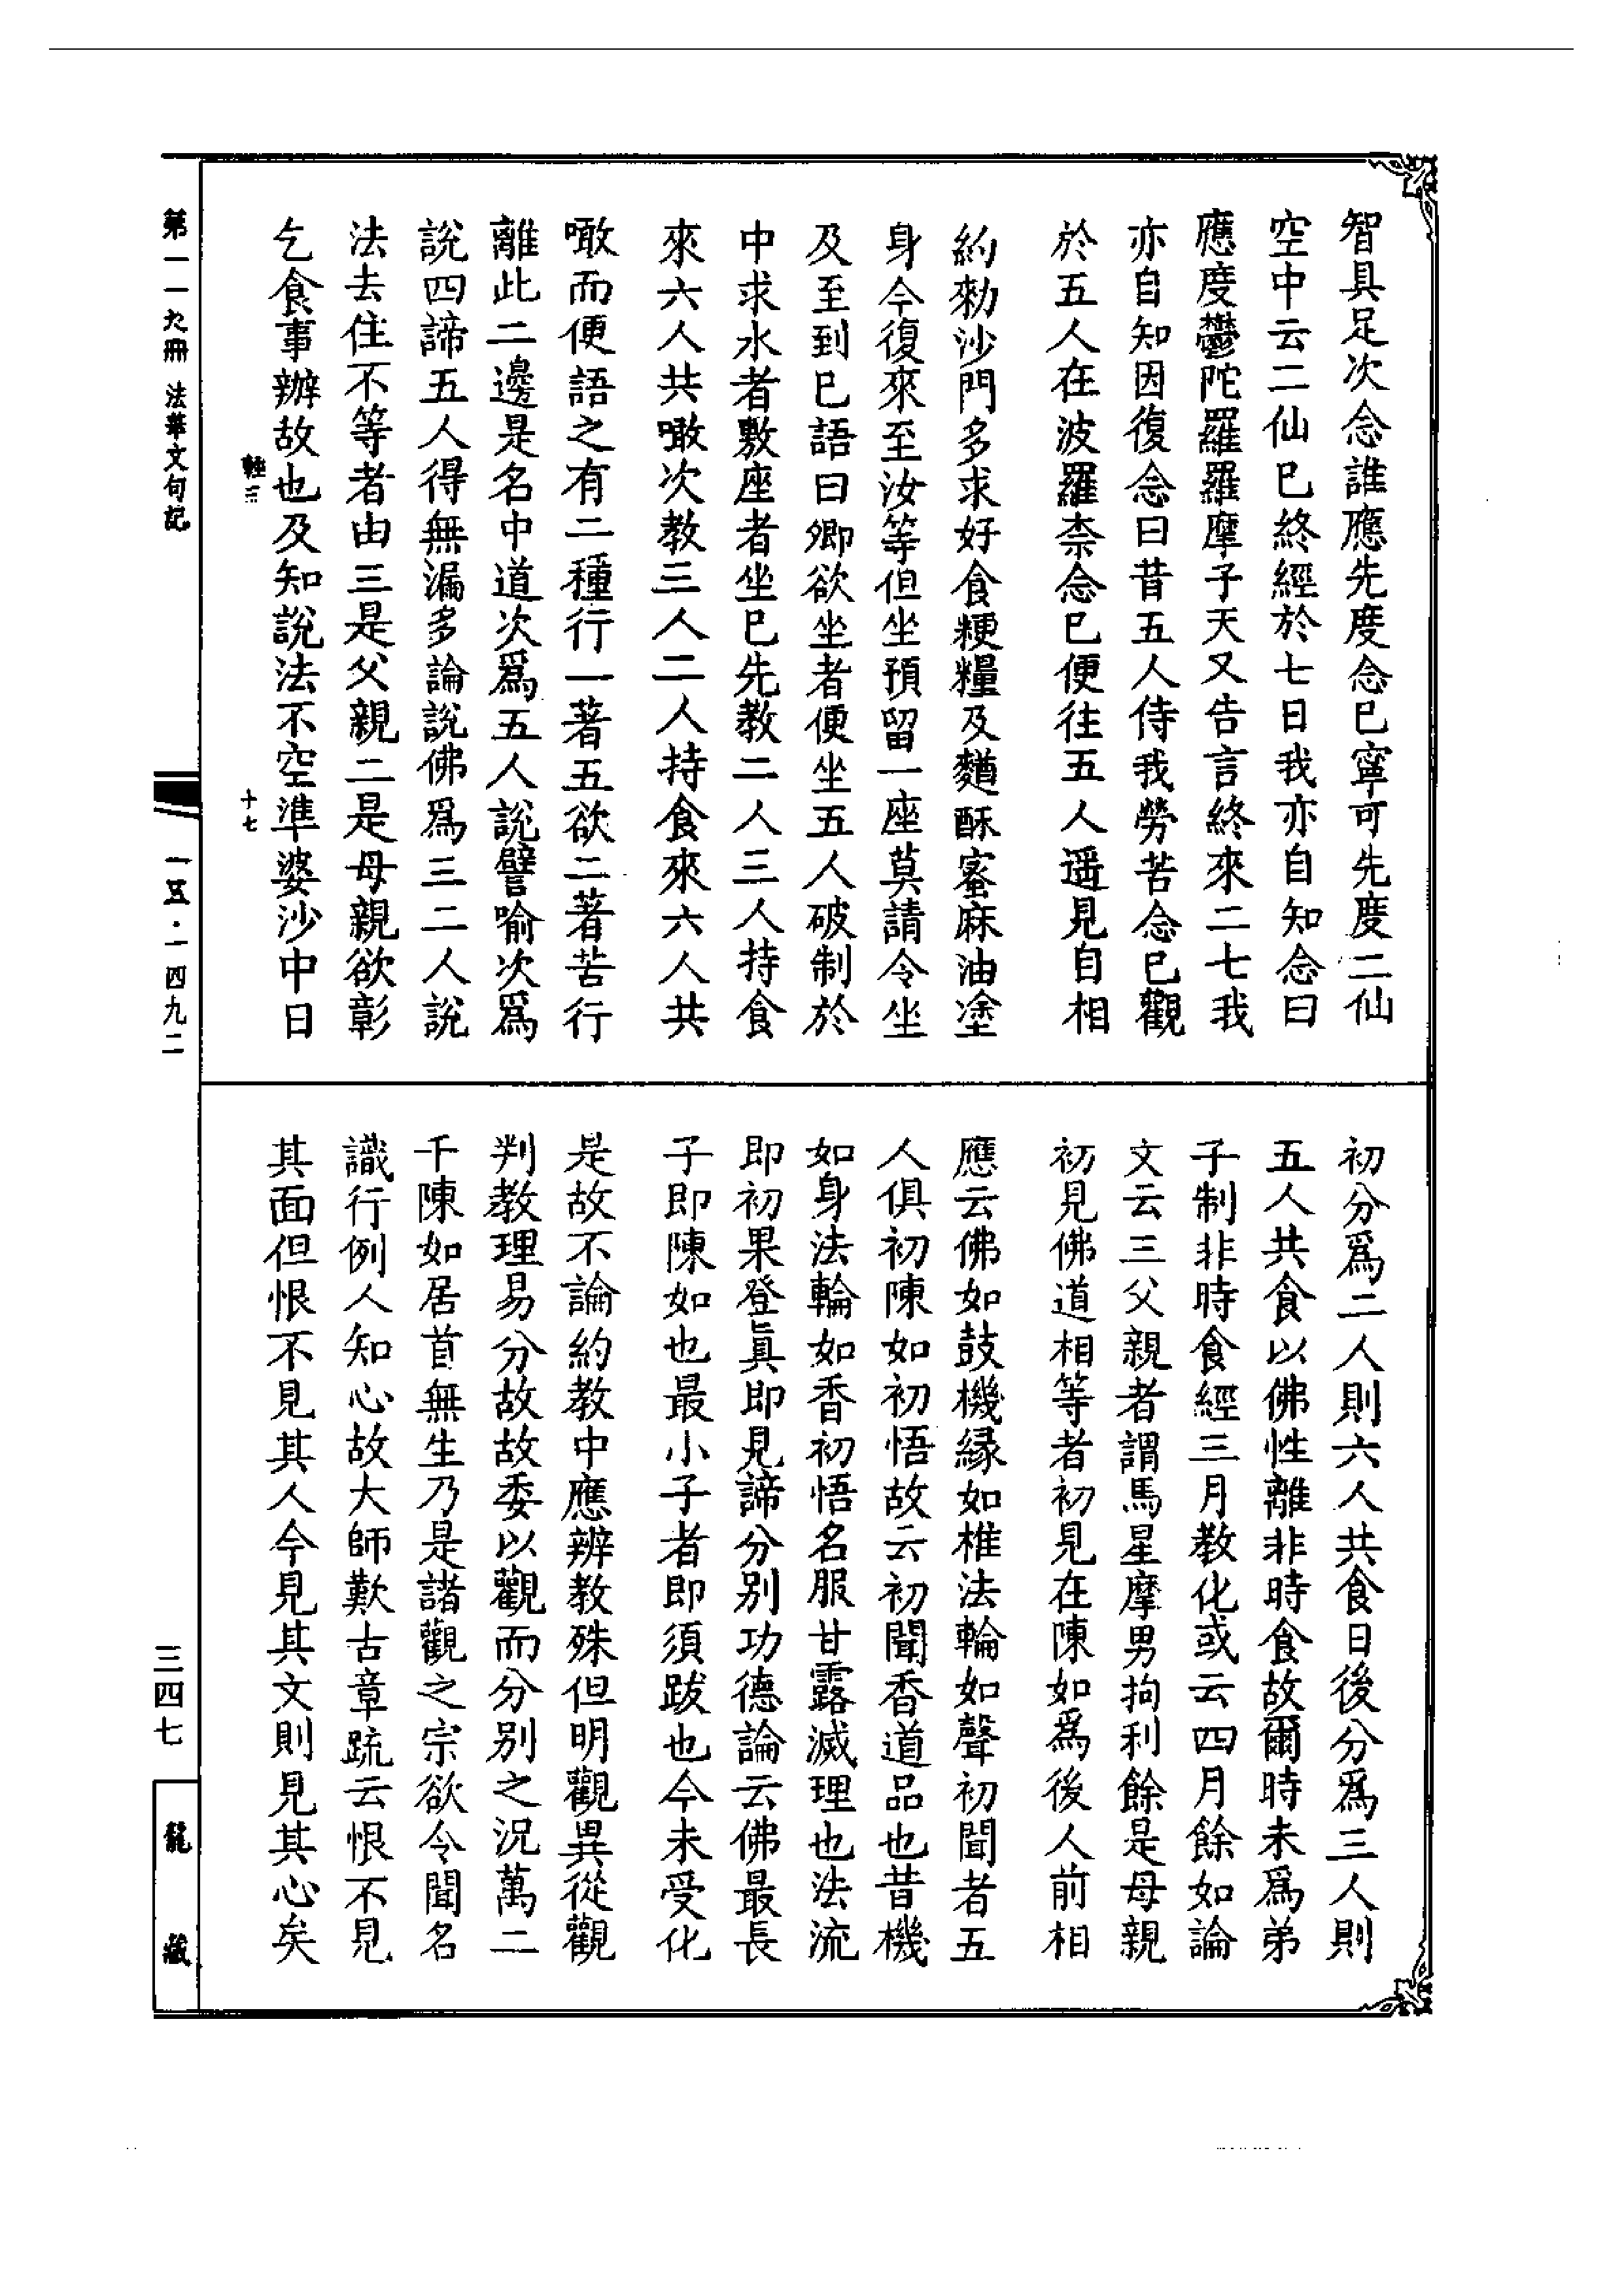 智具足次念誰應先度念已寧可先度二仙
空中云二仙已終經於七日我亦自知念曰
應度鬱陀羅羅摩子天又告言終來二七我
亦自知因復念曰昔五人侍我勞苦念已觀
於五人在波羅柰念已便往五人遥見自相
約勑沙門多求好食粳糧及麵酥蜜麻油塗
身今復來至汝等但坐預留一座莫請令坐
及至到已語曰卿欲坐者便坐五人破制於
中求水者敷座者坐已先教二人三人持食
來六人共噉次教三人二人持食來六人共
噉而便語之有二種行一著五欲二著苦行
離此二邊是名中道次爲五人說譬喻次爲
說四諦五人得無漏多論說佛爲三二人說
法去住不等者由三是父親二是母親欲彰
乞食事辦故也及知說法不空準婆沙中日
初分爲二人則六人共食日後分爲三人則
五人共食以佛性離非時食故爾時未爲弟
子制非時食經三月教化或云四月餘如論
文云三父親者謂馬星摩男拘利餘是母親
初見佛道相等者初見在陳如爲後人前相
應云佛如鼓機緣如椎法輪如聲初聞者五
人俱初陳如初悟故云初聞香道品也昔機
如身法輪如香初悟名服甘露滅理也法流
即初果登眞即見諦分別功德論云佛最長
子即陳如也最小子者即須跋也今未受化
是故不論約教中應辨教殊但明觀異從觀
判教理易分故故委以觀而分別之況萬二
千陳如居首無生乃是諸觀之宗欲令聞名
識行例人知心故大師歎古章疏云恨不見
其面但恨不見其人今見其文則見其心矣
第一一九冊 法華文句記
十七
一五·一四九二
三四七
龍藏